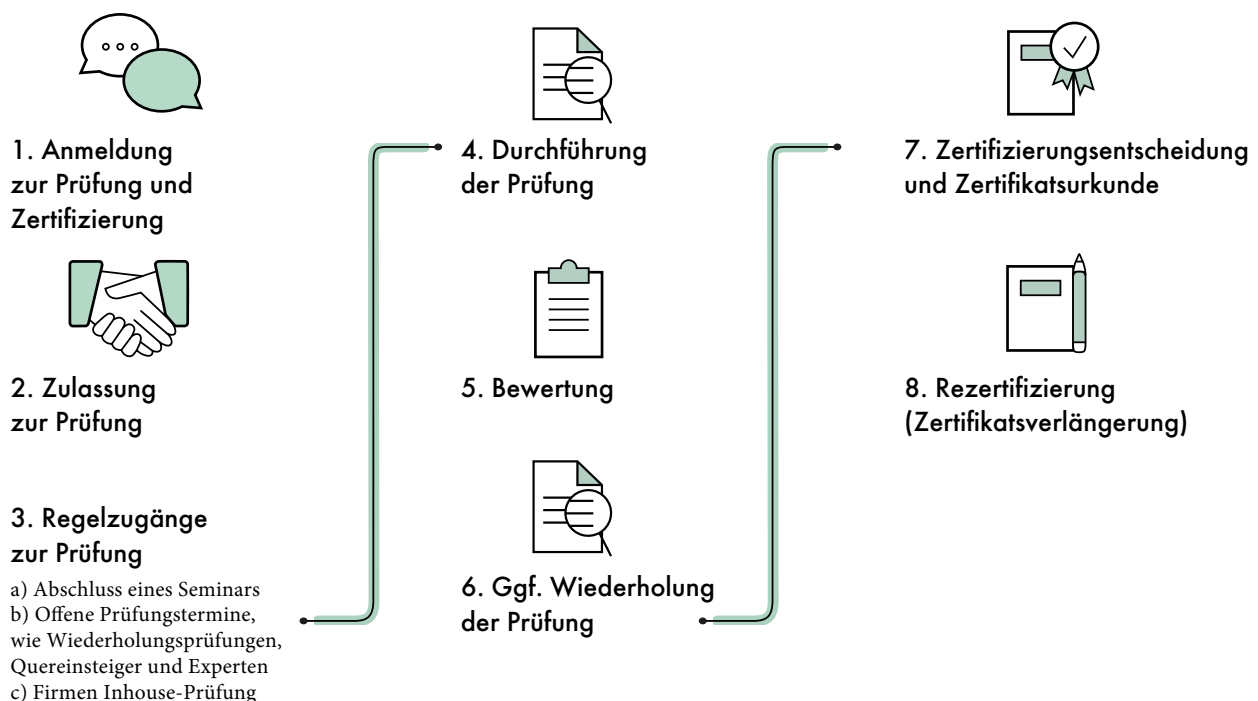 1. Anmeldung
zur Prüfung und
Zertifizierung
2. Zulassung
zur Prüfung
3. Regelzugänge
zur Prüfung
a) Abschluss eines Seminars
b) Offene Prüfungstermine,
wie Wiederholungsprüfungen,
Quereinsteiger und Experten
c) Firmen Inhouse-Prüfung
4. Durchführung
der Prüfung
5. Bewertung
6. Ggf. Wiederholung
der Prüfung
7. Zertifizierungsentscheidung
und Zertifikatsurkunde
8. Rezertifizierung
(Zertifikatsverlängerung)